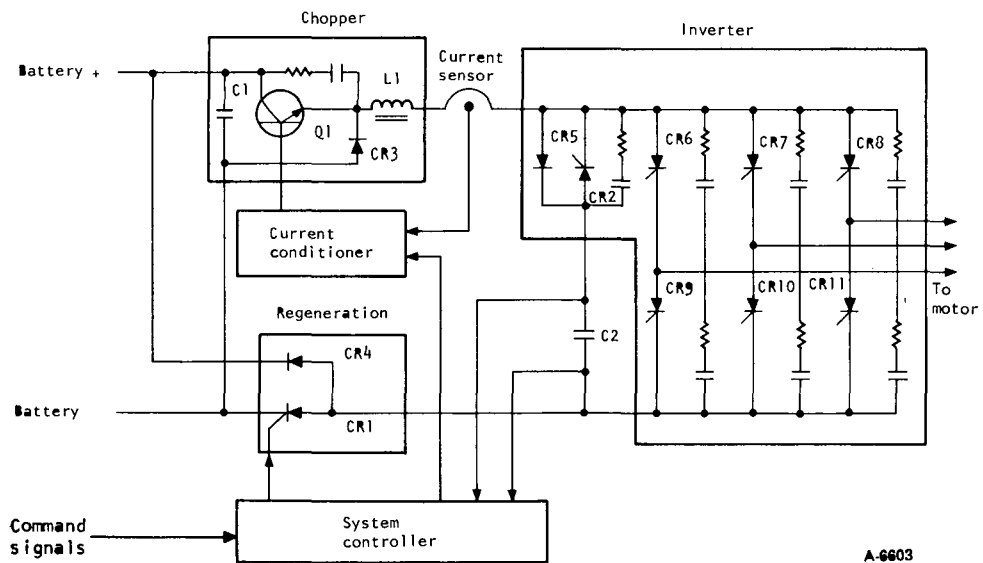 Chopper
Inverter
Battery +
C1
L1
Current
sensor
Q1
CR3
CR5
CR6
CR7
CR8
CR2
Current
conditioner
CR9
CR10
CR11
To
motor
Regeneration
C2
CR4
Battery
CR1
Command
signals
System
controller
A-6603